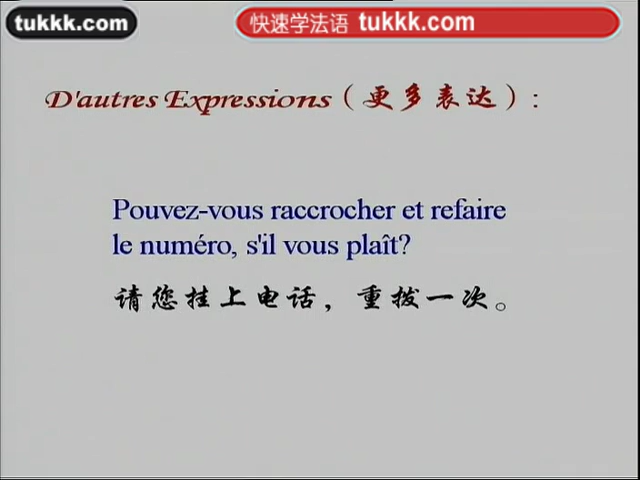 tukkk.com
快速学法语 tukkk.com
D'autres Expressions（更多表达）:
Pouvez-vous raccrocher et refaire
le numéro, s'il vous plaît?
请您挂上电话，重拨一次。